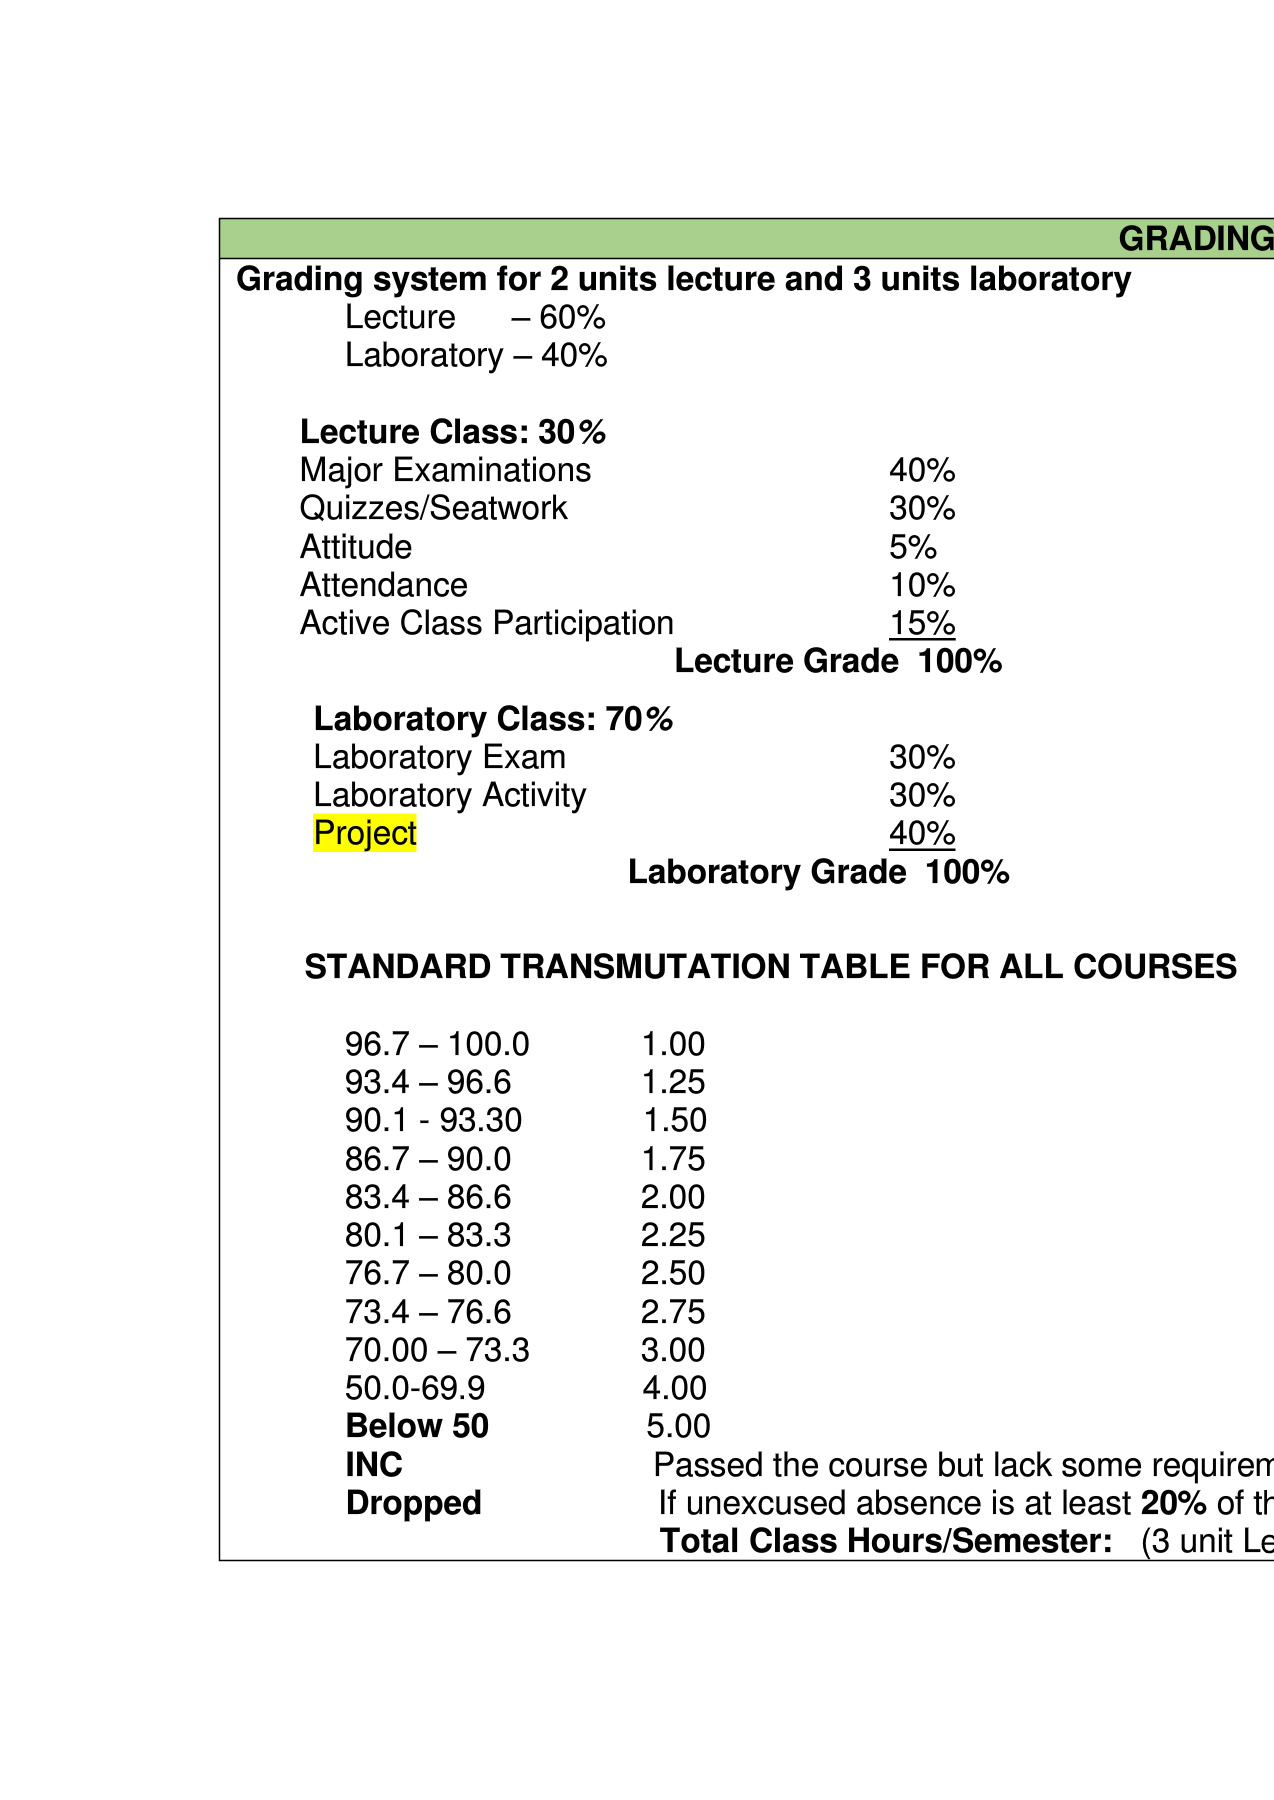 GRADING
Grading system for 2 units lecture and 3 units laboratory
Lecture – 60%
Laboratory – 40%
Lecture Class: 30%
Major Examinations 40%
Quizzes/Seatwork 30%
Attitude 5%
Attendance 10%
Active Class Participation 15%
Lecture Grade 100%
Laboratory Class: 70%
Laboratory Exam 30%
Laboratory Activity 30%
Project 40%
Laboratory Grade 100%
STANDARD TRANSMUTATION TABLE FOR ALL COURSES
96.7 – 100.0 1.00
93.4 – 96.6 1.25
90.1 - 93.30 1.50
86.7 – 90.0 1.75
83.4 – 86.6 2.00
80.1 – 83.3 2.25
76.7 – 80.0 2.50
73.4 – 76.6 2.75
70.00 – 73.3 3.00
50.0-69.9 4.00
Below 50 5.00
INC Passed the course but lack some
Dropped If unexcused absence is at least 20% of
Total Class Hours/Semester: (3 unit